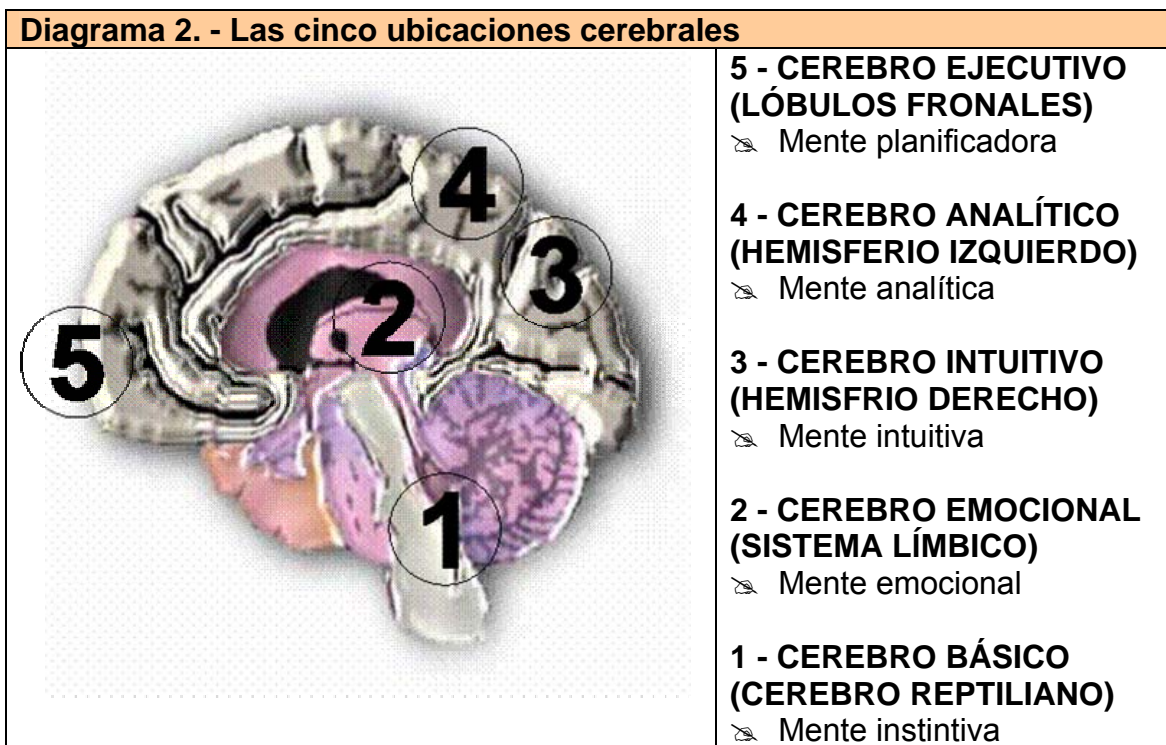 Diagrama 2. - Las cinco ubicaciones cerebrales
5 - CEREBRO EJECUTIVO
(LÓBULOS FRONALES)
Mente planificadora
4 - CEREBRO ANALÍTICO
(HEMISFERIO IZQUIERDO)
Mente analítica
3 - CEREBRO INTUITIVO
(HEMISFRIO DERECHO)
Mente intuitiva
2 - CEREBRO EMOCIONAL
(SISTEMA LÍMBICO)
Mente emocional
1 - CEREBRO BÁSICO
(CEREBRO REPTILIANO)
Mente instintiva
4
3
2
5
1